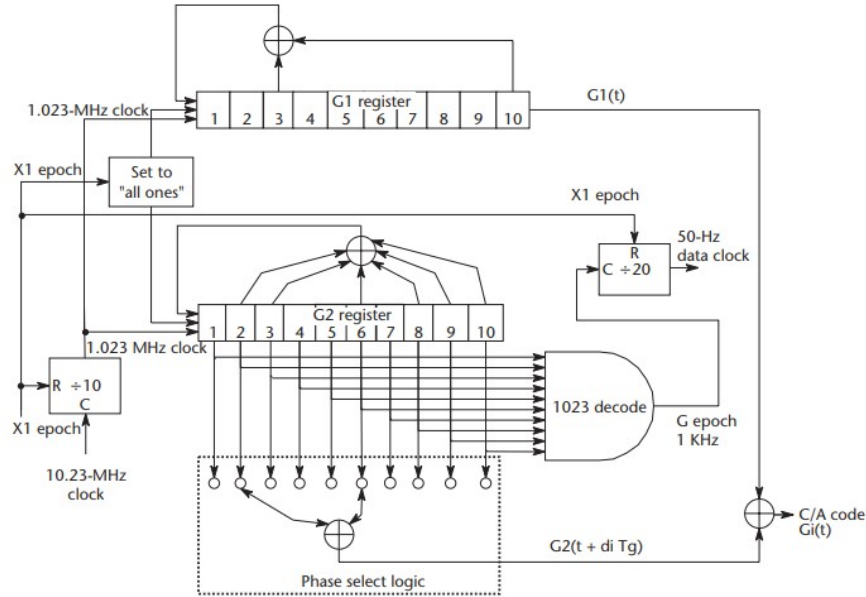 G1 register
1 2 3 4 5 6 7 8 9 10
G1(t)
1.023-MHz clock
X1 epoch
Set to
"all ones"
X1 epoch
R
C ÷20
50-Hz
data clock
G2 register
1 2 3 4 5 6 7 8 9 10
1.023 MHz clock
R ÷10
C
X1 epoch
10.23-MHz
clock
1023 decode
G epoch
1 KHz
C/A code
Gi(t)
G2(t + di Tg)
Phase select logic